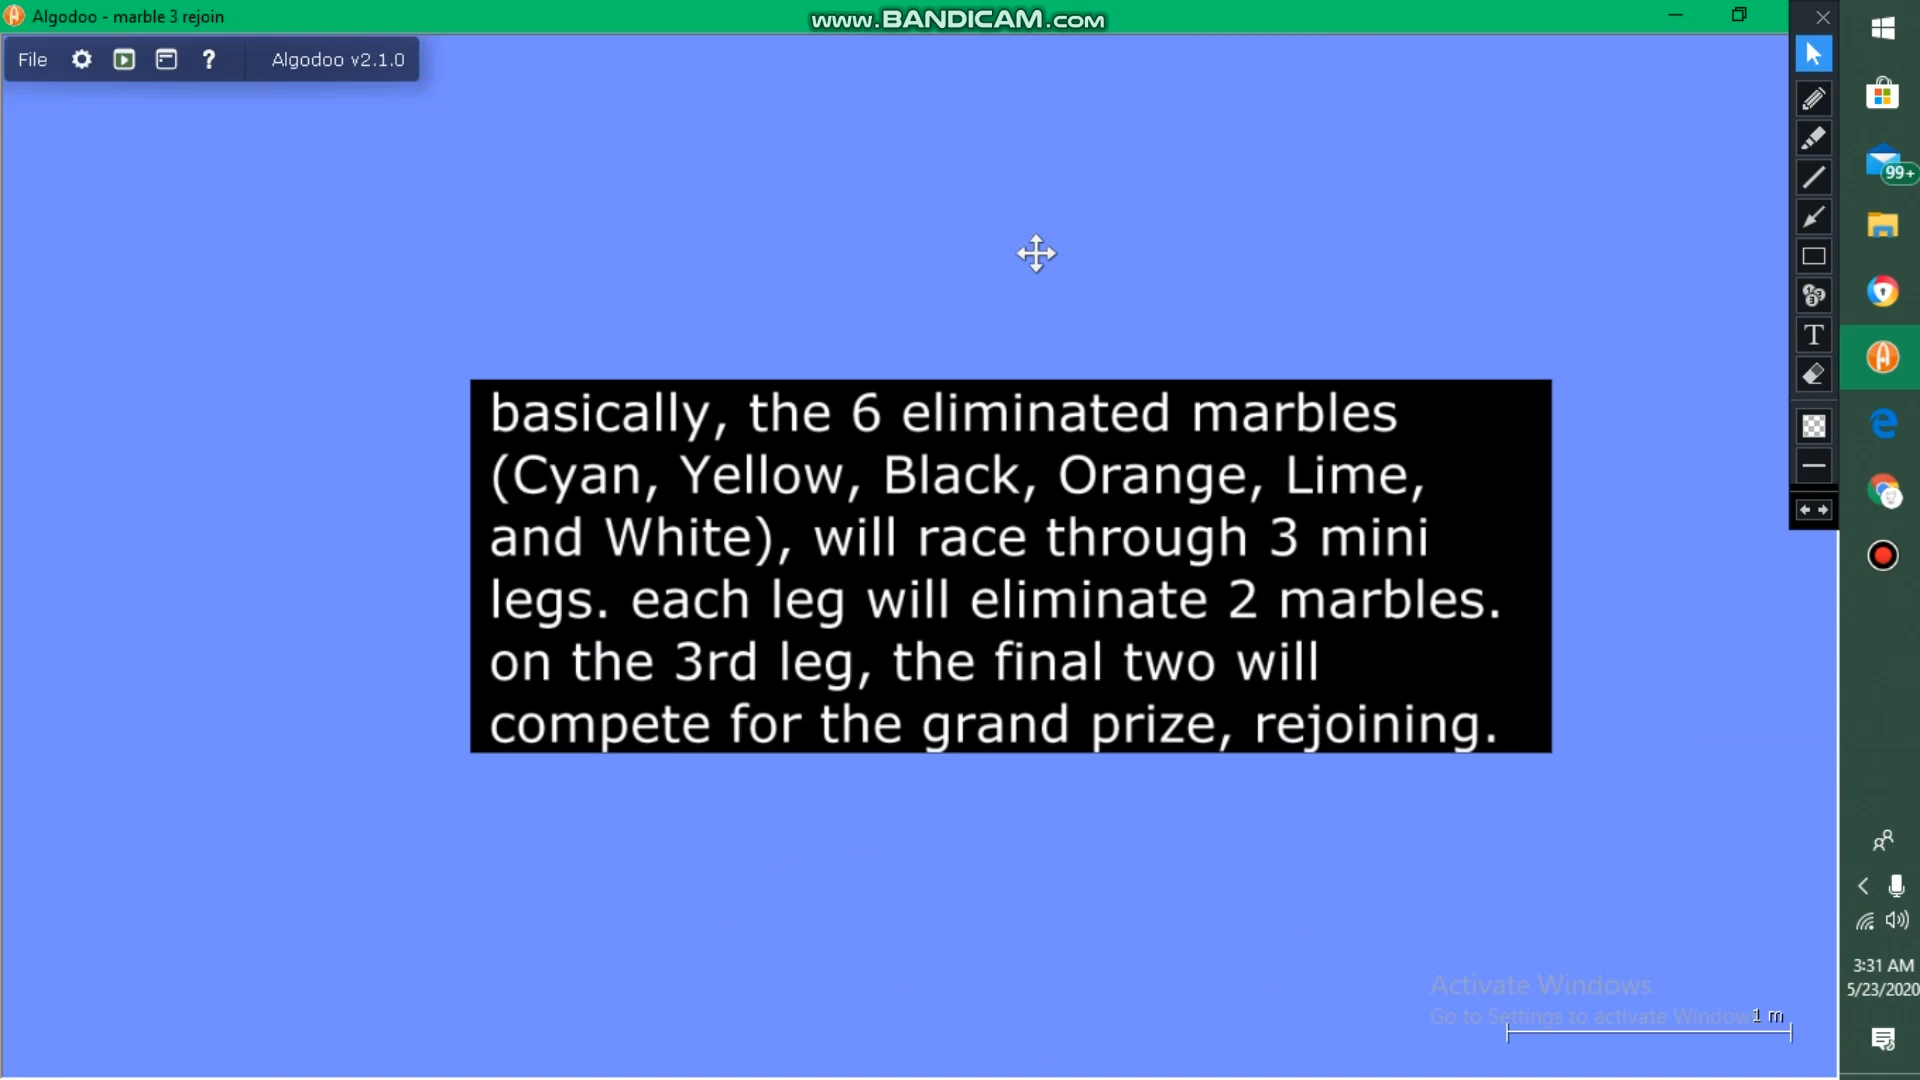 Algodoo - marble 3 rejoin
www.BANDICAM.com
File
?
Algodoo v2.1.0
99+
T
basically, the 6 eliminated marbles
(Cyan, Yellow, Black, Orange, Lime,
and White), will race through 3 mini
legs. each leg will eliminate 2 marbles.
on the 3rd leg, the final two will
compete for the grand prize, rejoining.
3:31 AM
5/23/2020
Activate Windows
Go to Settings to activate Windows
1 m